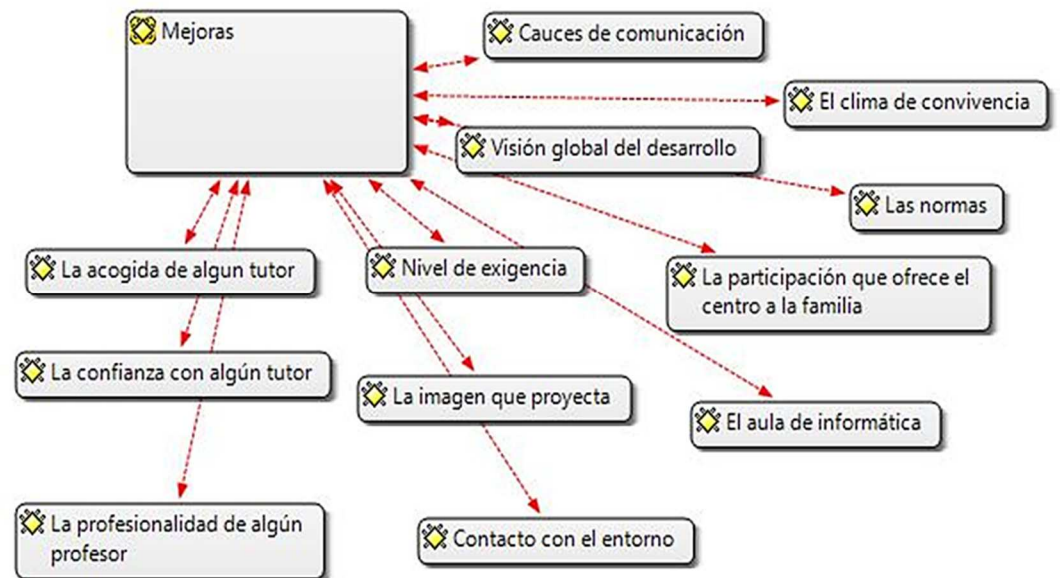 Mejoras
Cauces de comunicación
El clima de convivencia
Visión global del desarrollo
Las normas
La acogida de algun tutor
Nivel de exigencia
La participación que ofrece el
centro a la familia
La confianza con algún tutor
La imagen que proyecta
El aula de informática
La profesionalidad de algún
profesor
Contacto con el entorno